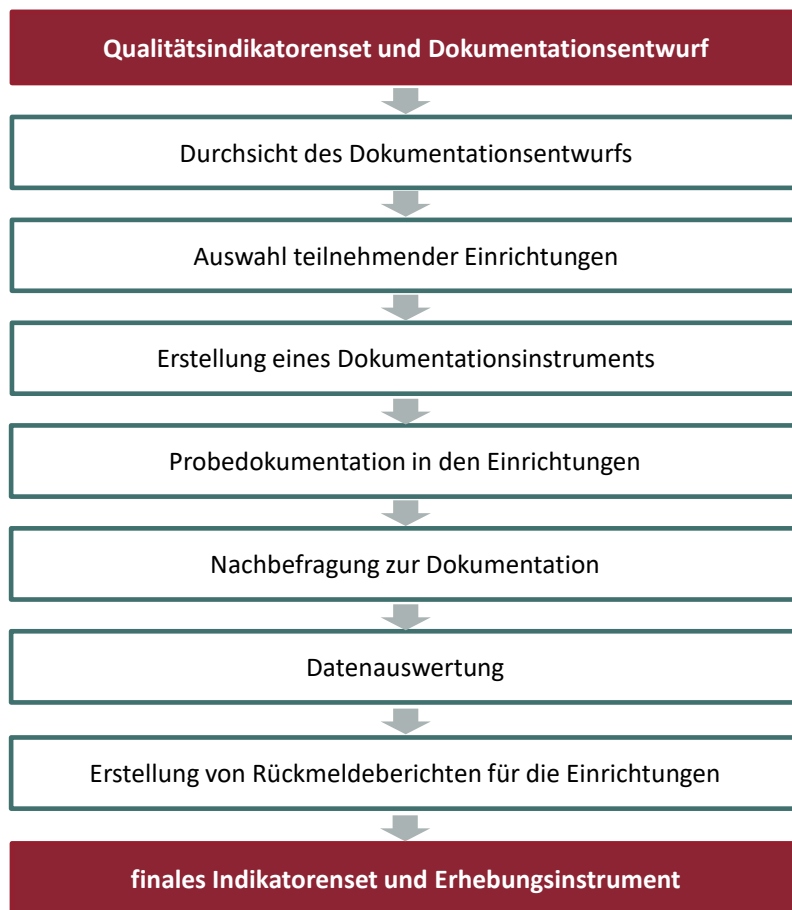 Qualitätsindikatorenset und Dokumentationsentwurf
Durchsicht des Dokumentationsentwurfs
Auswahl teilnehmender Einrichtungen
Erstellung eines Dokumentationsinstruments
Probedokumentation in den Einrichtungen
Nachbefragung zur Dokumentation
Datenauswertung
Erstellung von Rückmeldeberichten für die Einrichtungen
finales Indikatorenset und Erhebungsinstrument